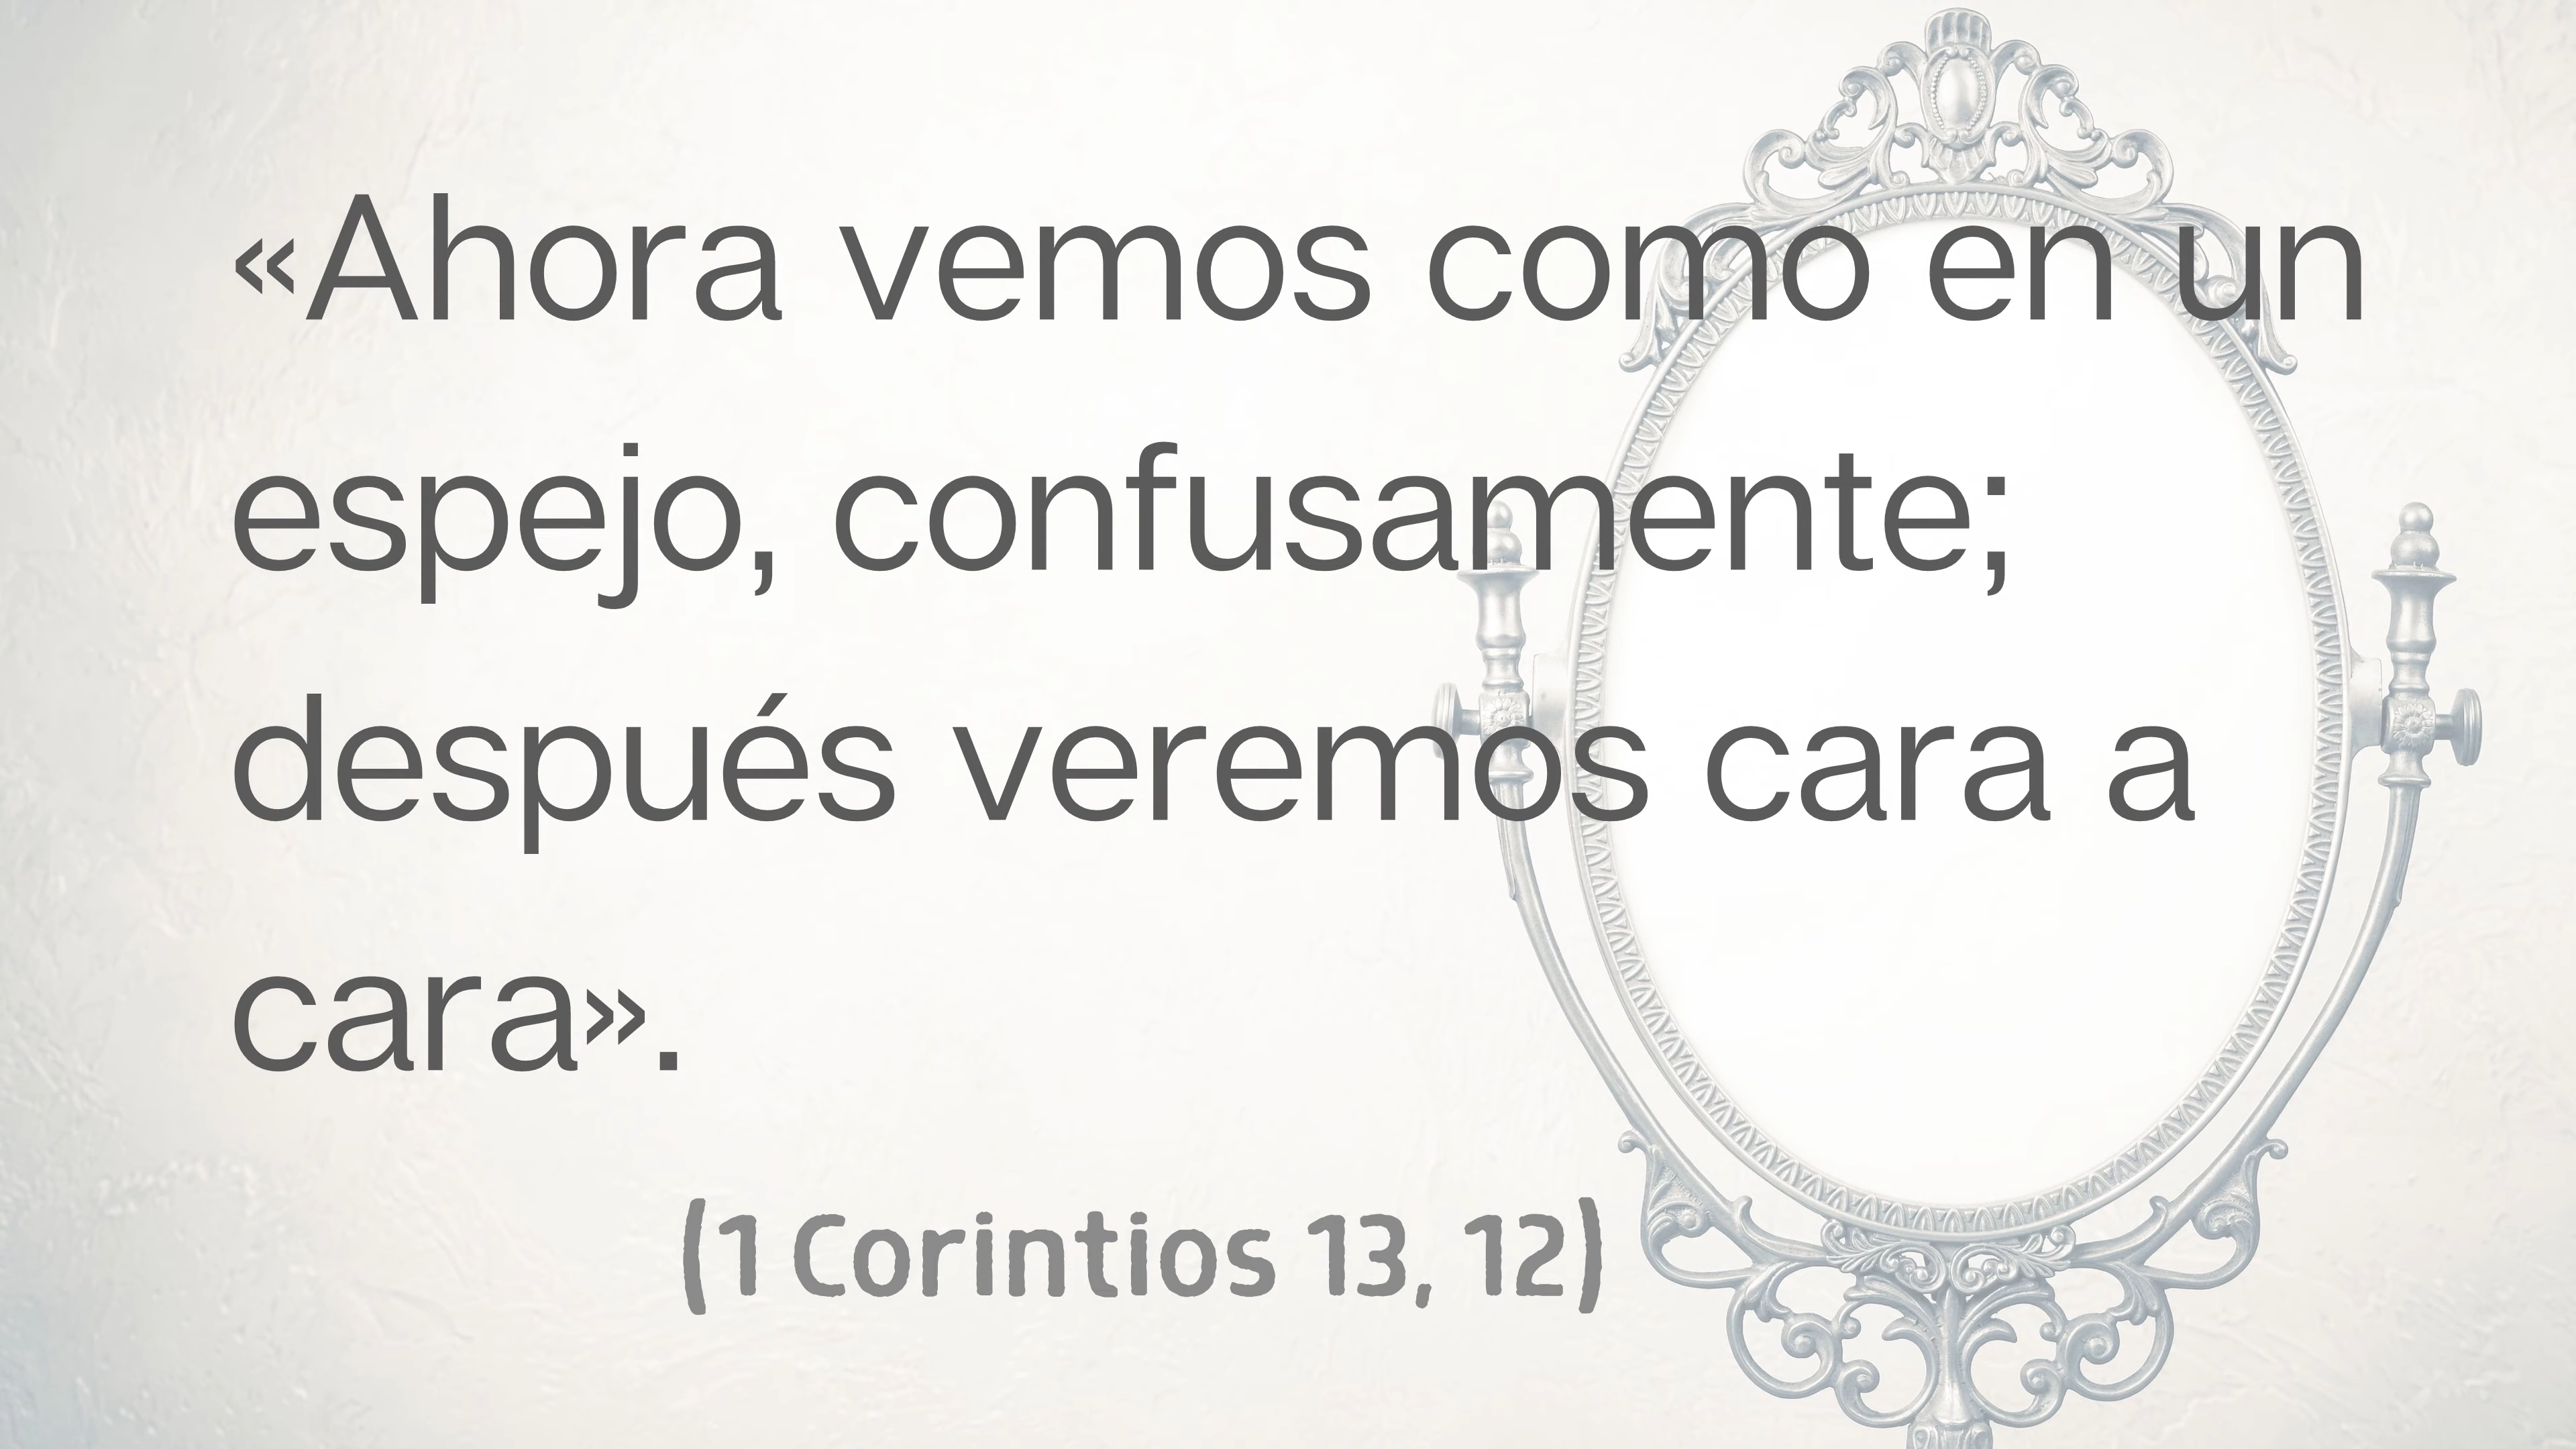 «Ahora vemos como en un
espejo, confusamente;
después veremos cara a
cara».
(1 Corintios 13, 12)